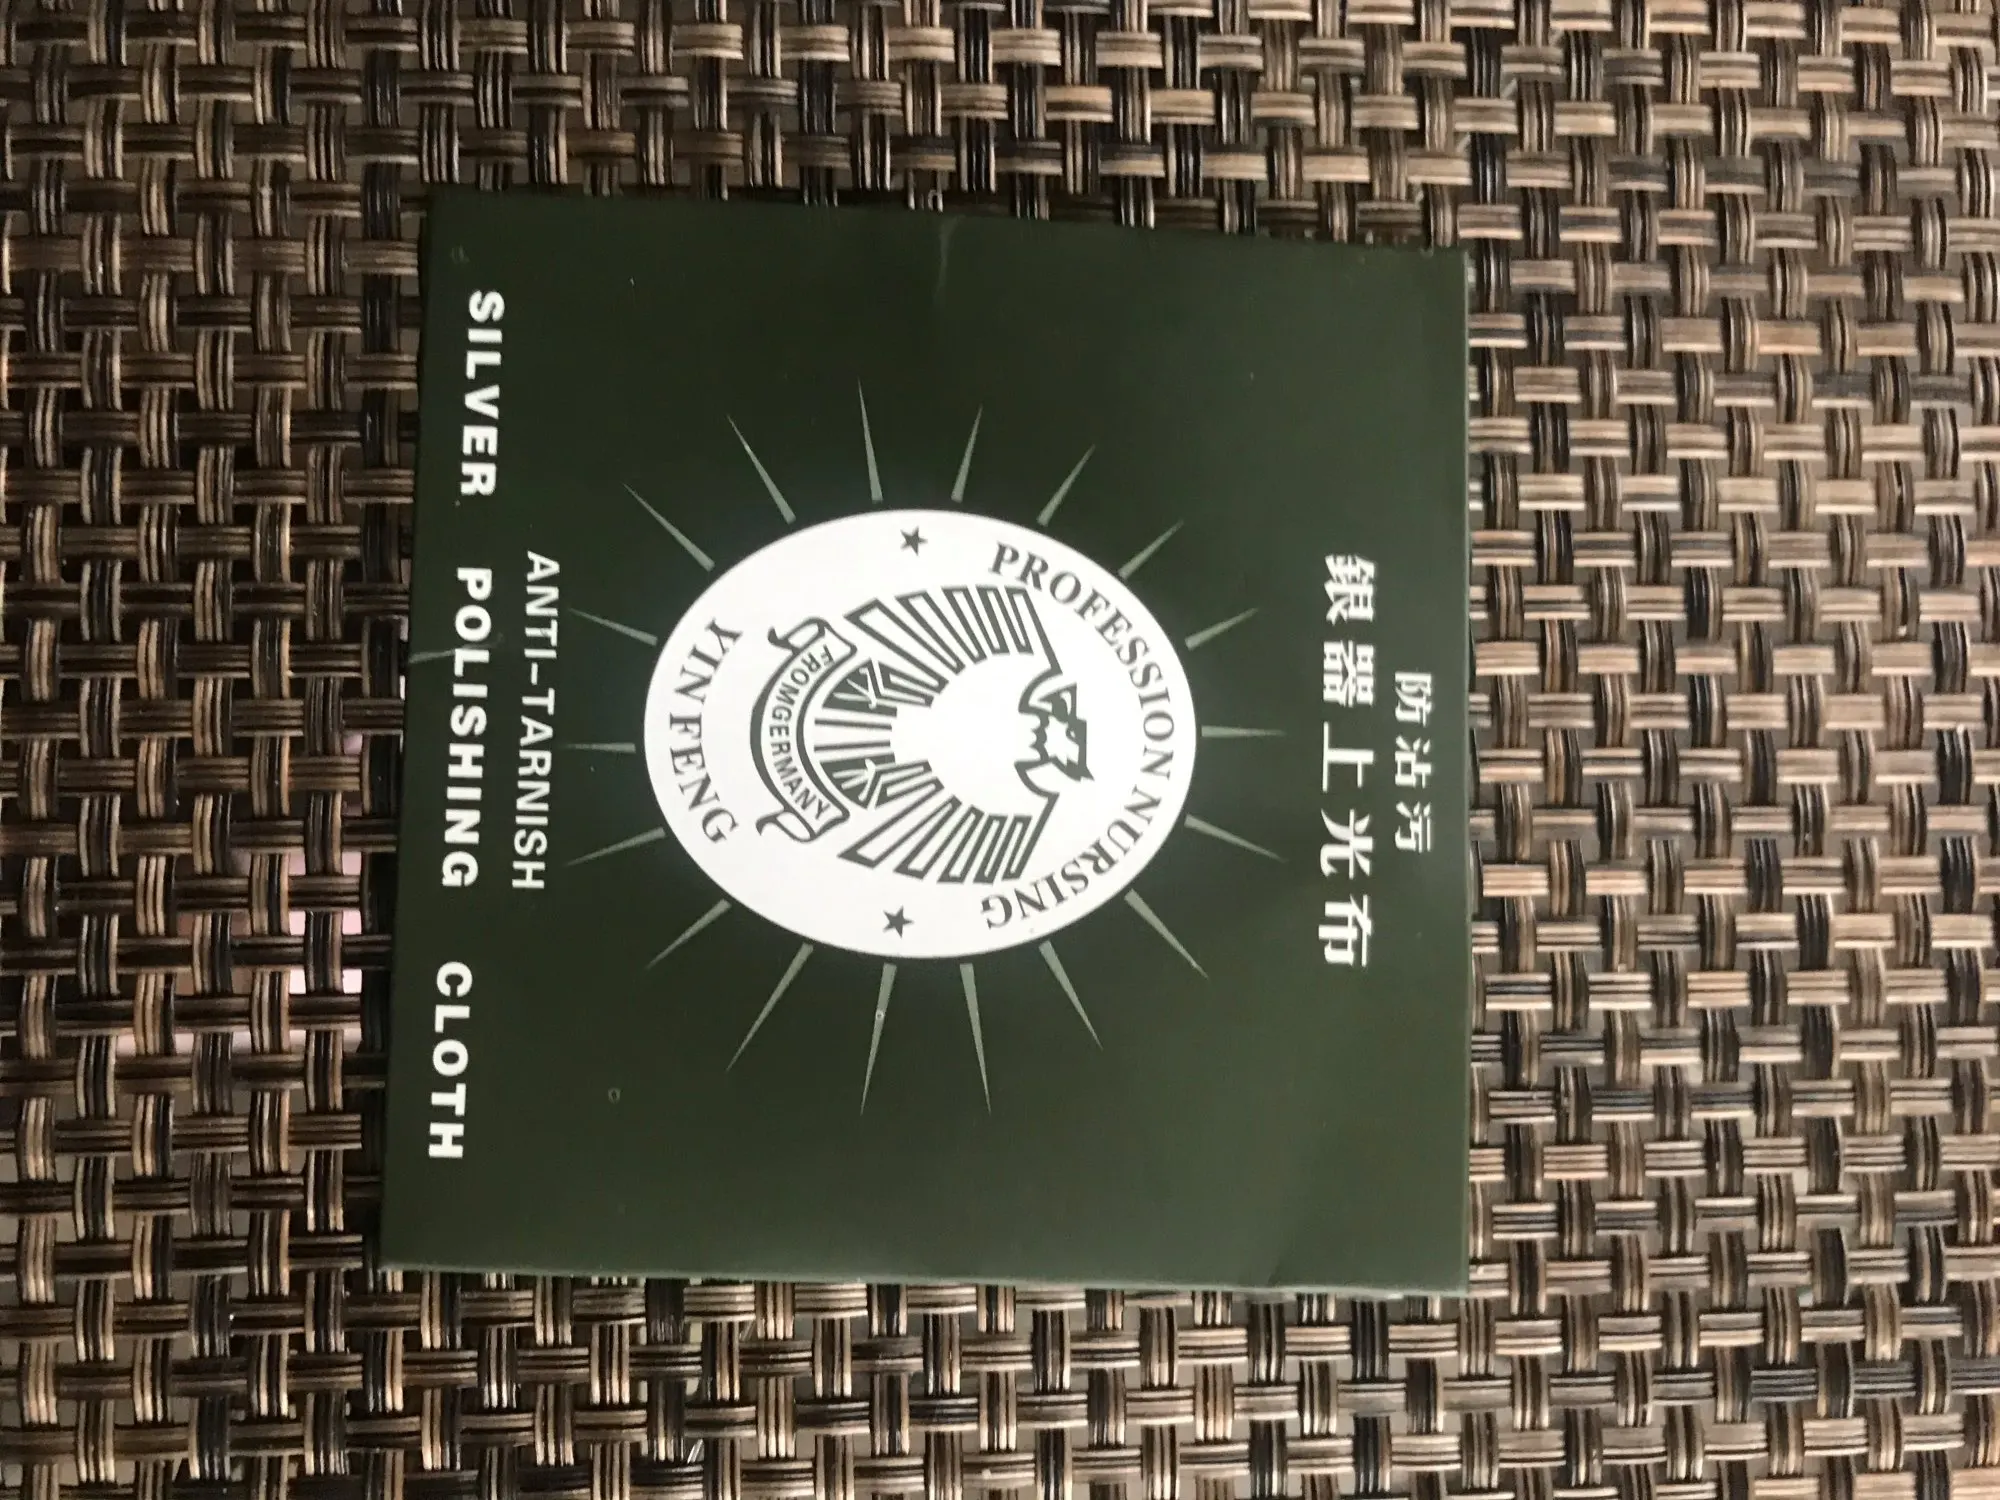 防沾污
銀器上光布
PROFESSION NURSING
FROMGERMANY
YIN FENG
ANTI-TARNISH
SILVER POLISHING CLOTH